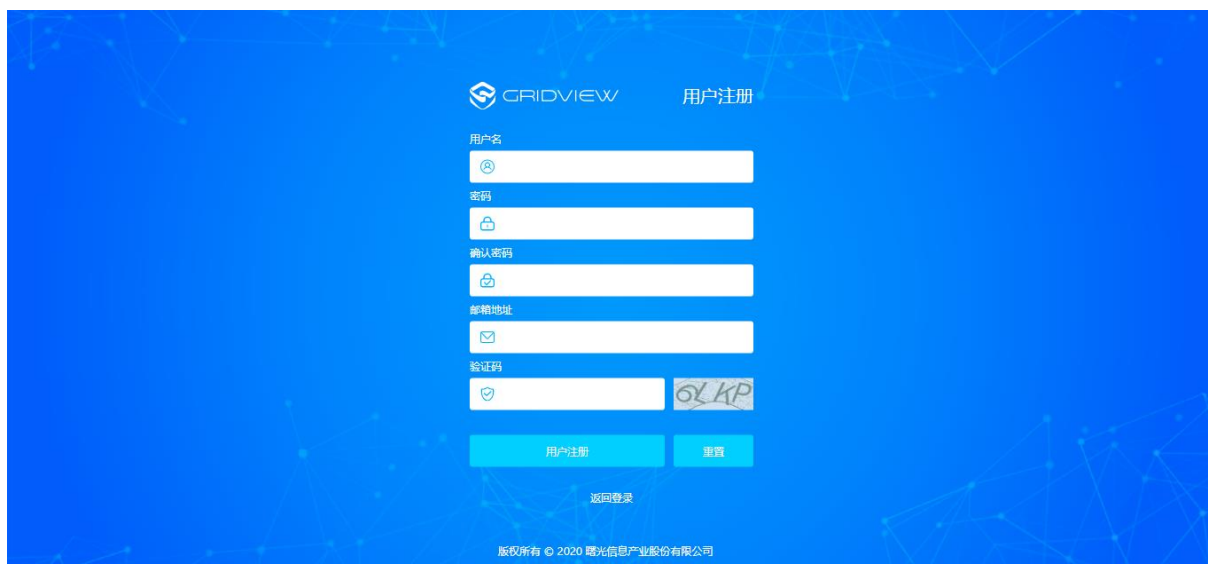 GRIDVIEW 用户注册
用户名
密码
确认密码
邮箱地址
验证码
用户注册 重置
返回登录
版权所有 © 2020 曙光信息产业股份有限公司